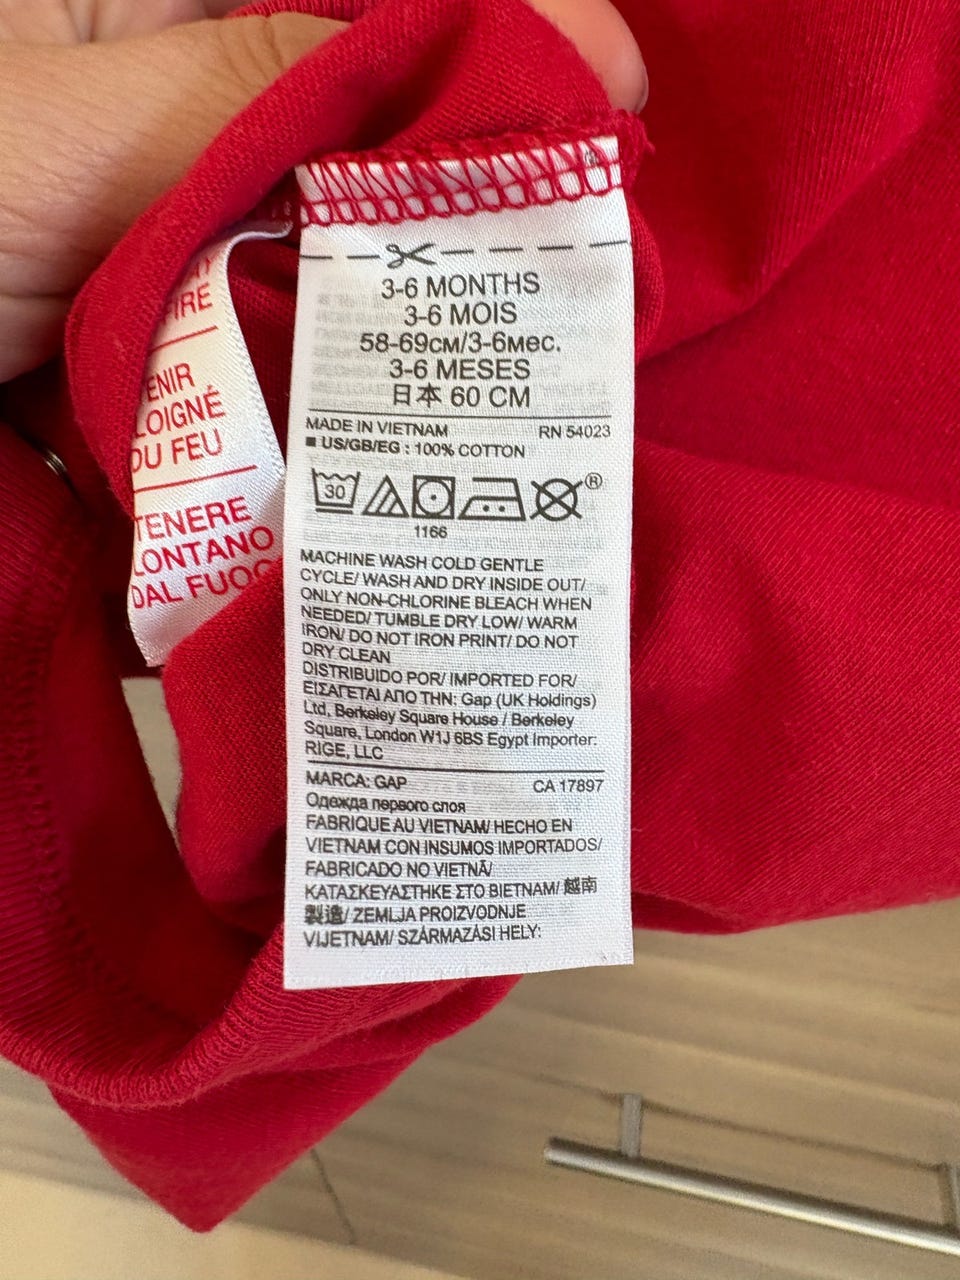 FIRE
TENIR
LOIGNÉ
DU FEU
TENERE
LONTANO
DAL FUOC
3-6 MONTHS
3-6 MOIS
58-69см/3-6мес.
3-6 MESES
日本 60 CM
MADE IN VIETNAM RN 54023
■ US/GB/EG : 100% COTTON
30 ®
1166
MACHINE WASH COLD GENTLE
CYCLE/ WASH AND DRY INSIDE OUT/
ONLY NON-CHLORINE BLEACH WHEN
NEEDED/ TUMBLE DRY LOW/ WARM
IRON/ DO NOT IRON PRINT/ DO NOT
DRY CLEAN
DISTRIBUIDO POR/ IMPORTED FOR/
ΕΙΣΑΓΕΤΑΙ ΑΠΟ ΤΗΝ: Gap (UK Holdings)
Ltd, Berkeley Square House / Berkeley
Square, London W1J 6BS Egypt Importer:
RIGE, LLC
MARCA: GAP CA 17897
Одежда первого слоя
FABRIQUE AU VIETNAM/ HECHO EN
VIETNAM CON INSUMOS IMPORTADOS/
FABRICADO NO VIETNÃ/
ΚΑΤΑΣΚΕΥΑΣΤΗΚΕ ΣΤΟ ΒΙΕΤΝΑΜ/ 越南
製造/ ZEMLJA PROIZVODNJE
VIJETNAM/ SZÁRMAZÁSI HELY: